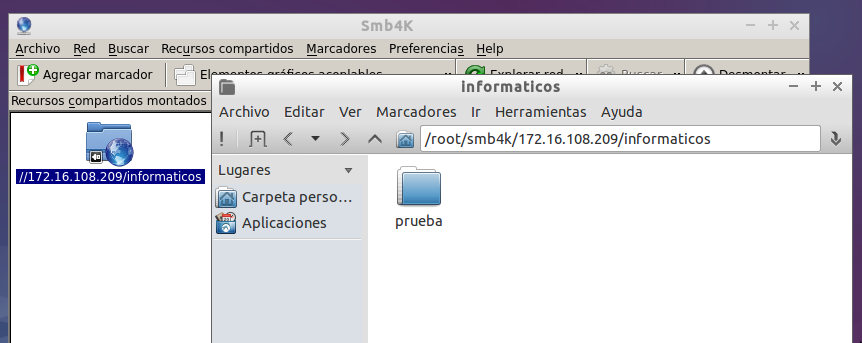 Smb4K
Archivo Red Buscar Recursos compartidos Marcadores Preferencias Help
Agregar marcador Elementos gráficos acoplables Explorar red Buscar Desmontar
Recursos compartidos montados
//172.16.108.209/informaticos
informaticos
Archivo Editar Ver Marcadores Ir Herramientas Ayuda
/root/smb4k/172.16.108.209/informaticos
Lugares
Carpeta perso...
Aplicaciones
prueba